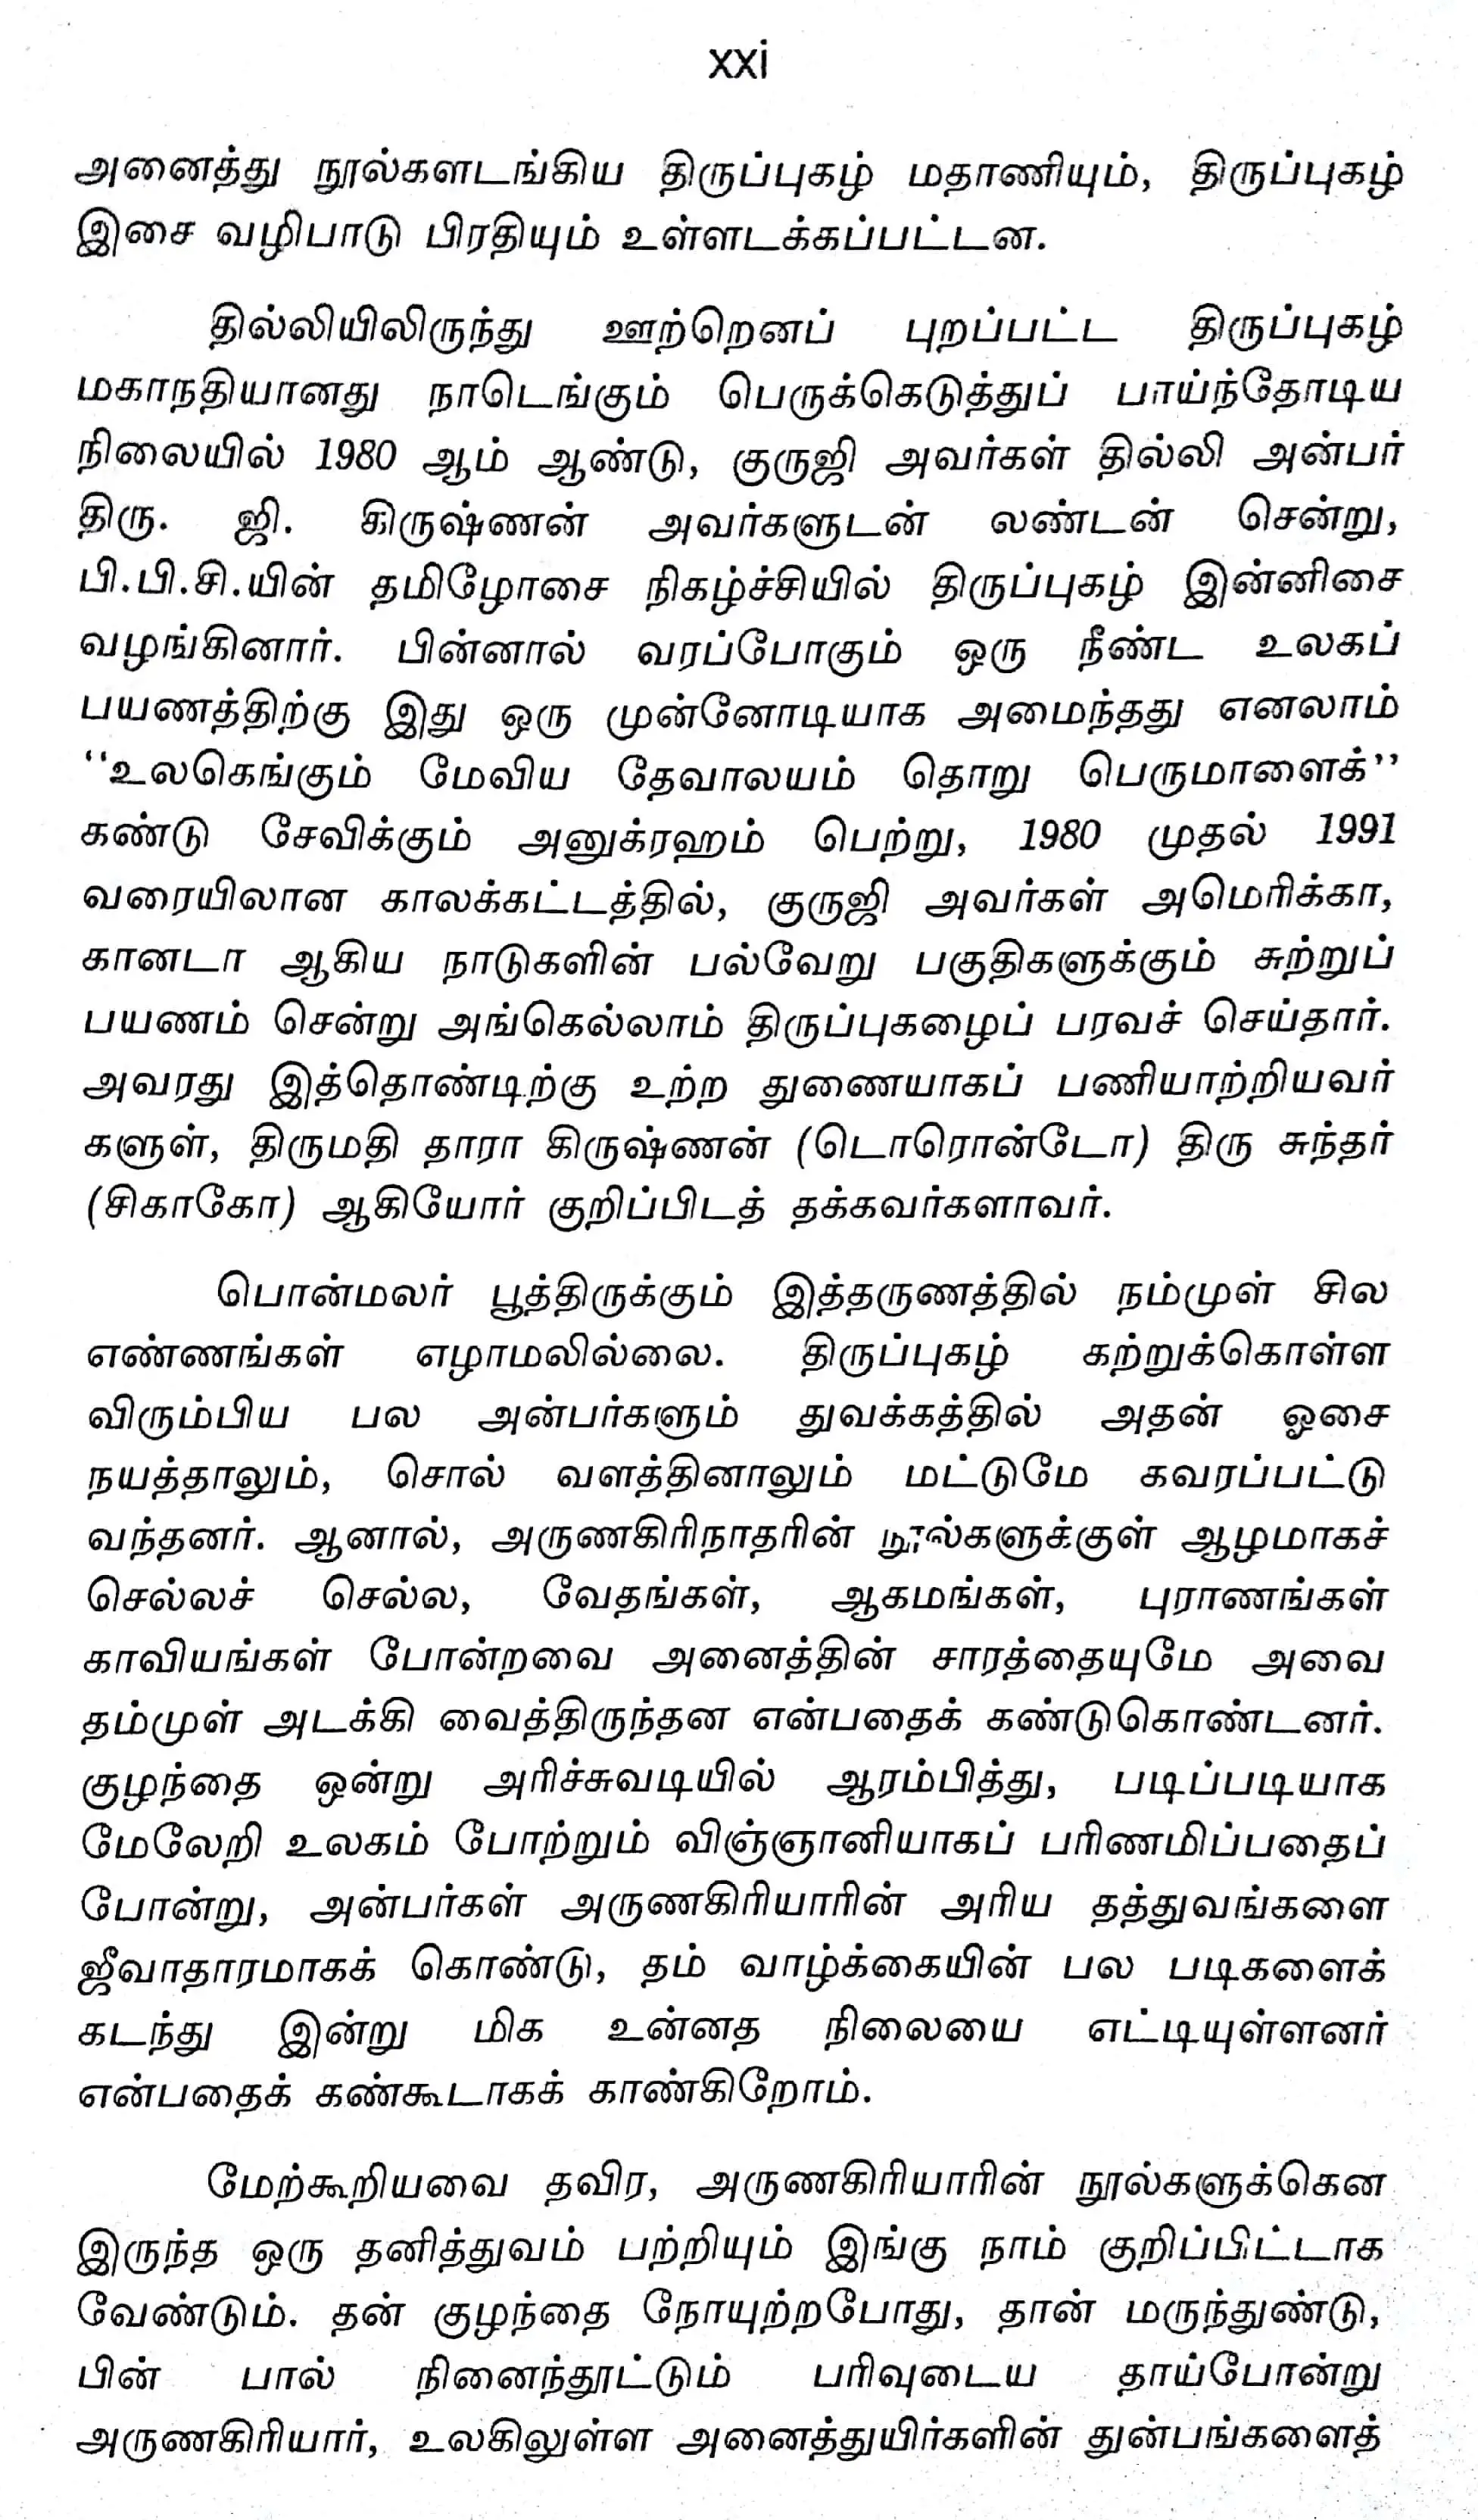 xxi
அனைத்து நூல்களடங்கிய திருப்புகழ் மதாணியும், திருப்புகழ்
இசை வழிபாடு பிரதியும் உள்ளடக்கப்பட்டன.
தில்லியிலிருந்து ஊற்றெனப் புறப்பட்ட திருப்புகழ்
மகாநதியானது நாடெங்கும் பெருக்கெடுத்துப் பாய்ந்தோடிய
நிலையில் 1980 ஆம் ஆண்டு, குருஜி அவர்கள் தில்லி அன்பர்
திரு. ஜி. கிருஷ்ணன் அவர்களுடன் லண்டன் சென்று,
பி.பி.சி.யின் தமிழோசை நிகழ்ச்சியில் திருப்புகழ் இன்னிசை
வழங்கினார். பின்னால் வரப்போகும் ஒரு நீண்ட உலகப்
பயணத்திற்கு இது ஒரு முன்னோடியாக அமைந்தது எனலாம்
“உலகெங்கும் மேவிய தேவாலயம் தொறு பெருமாளைக்”
கண்டு சேவிக்கும் அனுக்ரஹம் பெற்று, 1980 முதல் 1991
வரையிலான காலக்கட்டத்தில், குருஜி அவர்கள் அமெரிக்கா,
கானடா ஆகிய நாடுகளின் பல்வேறு பகுதிகளுக்கும் சுற்றுப்
பயணம் சென்று அங்கெல்லாம் திருப்புகழைப் பரவச் செய்தார்.
அவரது இத்தொண்டிற்கு உற்ற துணையாகப் பணியாற்றியவர்
களுள், திருமதி தாரா கிருஷ்ணன் (டொரொன்டோ) திரு சுந்தர்
(சிகாகோ) ஆகியோர் குறிப்பிடத் தக்கவர்களாவர்.
பொன்மலர் பூத்திருக்கும் இத்தருணத்தில் நம்முள் சில
எண்ணங்கள் எழாமலில்லை. திருப்புகழ் கற்றுக்கொள்ள
விரும்பிய பல அன்பர்களும் துவக்கத்தில் அதன் ஓசை
நயத்தாலும், சொல் வளத்தினாலும் மட்டுமே கவரப்பட்டு
வந்தனர். ஆனால், அருணகிரிநாதரின் நூல்களுக்குள் ஆழமாகச்
செல்லச் செல்ல, வேதங்கள், ஆகமங்கள், புராணங்கள்
காவியங்கள் போன்றவை அனைத்தின் சாரத்தையுமே அவை
தம்முள் அடக்கி வைத்திருந்தன என்பதைக் கண்டுகொண்டனர்.
குழந்தை ஒன்று அரிச்சுவடியில் ஆரம்பித்து, படிப்படியாக
மேலேறி உலகம் போற்றும் விஞ்ஞானியாகப் பரிணமிப்பதைப்
போன்று, அன்பர்கள் அருணகிரியாரின் அரிய தத்துவங்களை
ஜீவாதாரமாகக் கொண்டு, தம் வாழ்க்கையின் பல படிகளைக்
கடந்து இன்று மிக உன்னத நிலையை எட்டியுள்ளனர்
என்பதைக் கண்கூடாகக் காண்கிறோம்.
மேற்கூறியவை தவிர, அருணகிரியாரின் நூல்களுக்கென
இருந்த ஒரு தனித்துவம் பற்றியும் இங்கு நாம் குறிப்பிட்டாக
வேண்டும். தன் குழந்தை நோயுற்றபோது, தான் மருந்துண்டு,
பின் பால் நினைந்தூட்டும் பரிவுடைய தாய்போன்று
அருணகிரியார், உலகிலுள்ள அனைத்துயிர்களின் துன்பங்களைத்